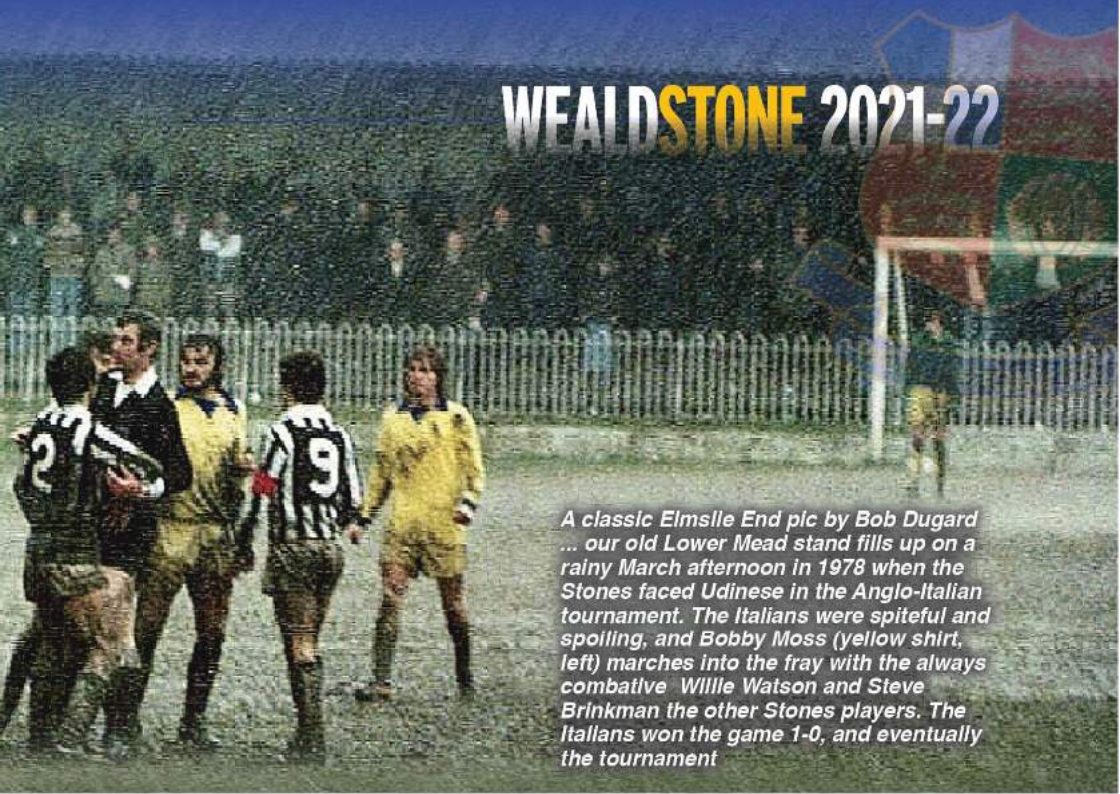 WEALDSTONE 2021-22
2
9
A classic Elmslie End pic by Bob Dugard
... our old Lower Mead stand fills up on a
rainy March afternoon in 1978 when the
Stones faced Udinese in the Anglo-Italian
tournament. The Italians were spiteful and
spoiling, and Bobby Moss (yellow shirt,
left) marches into the fray with the always
combative  Willie Watson and Steve
Brinkman the other Stones players. The
Italians won the game 1-0, and eventually
the tournament